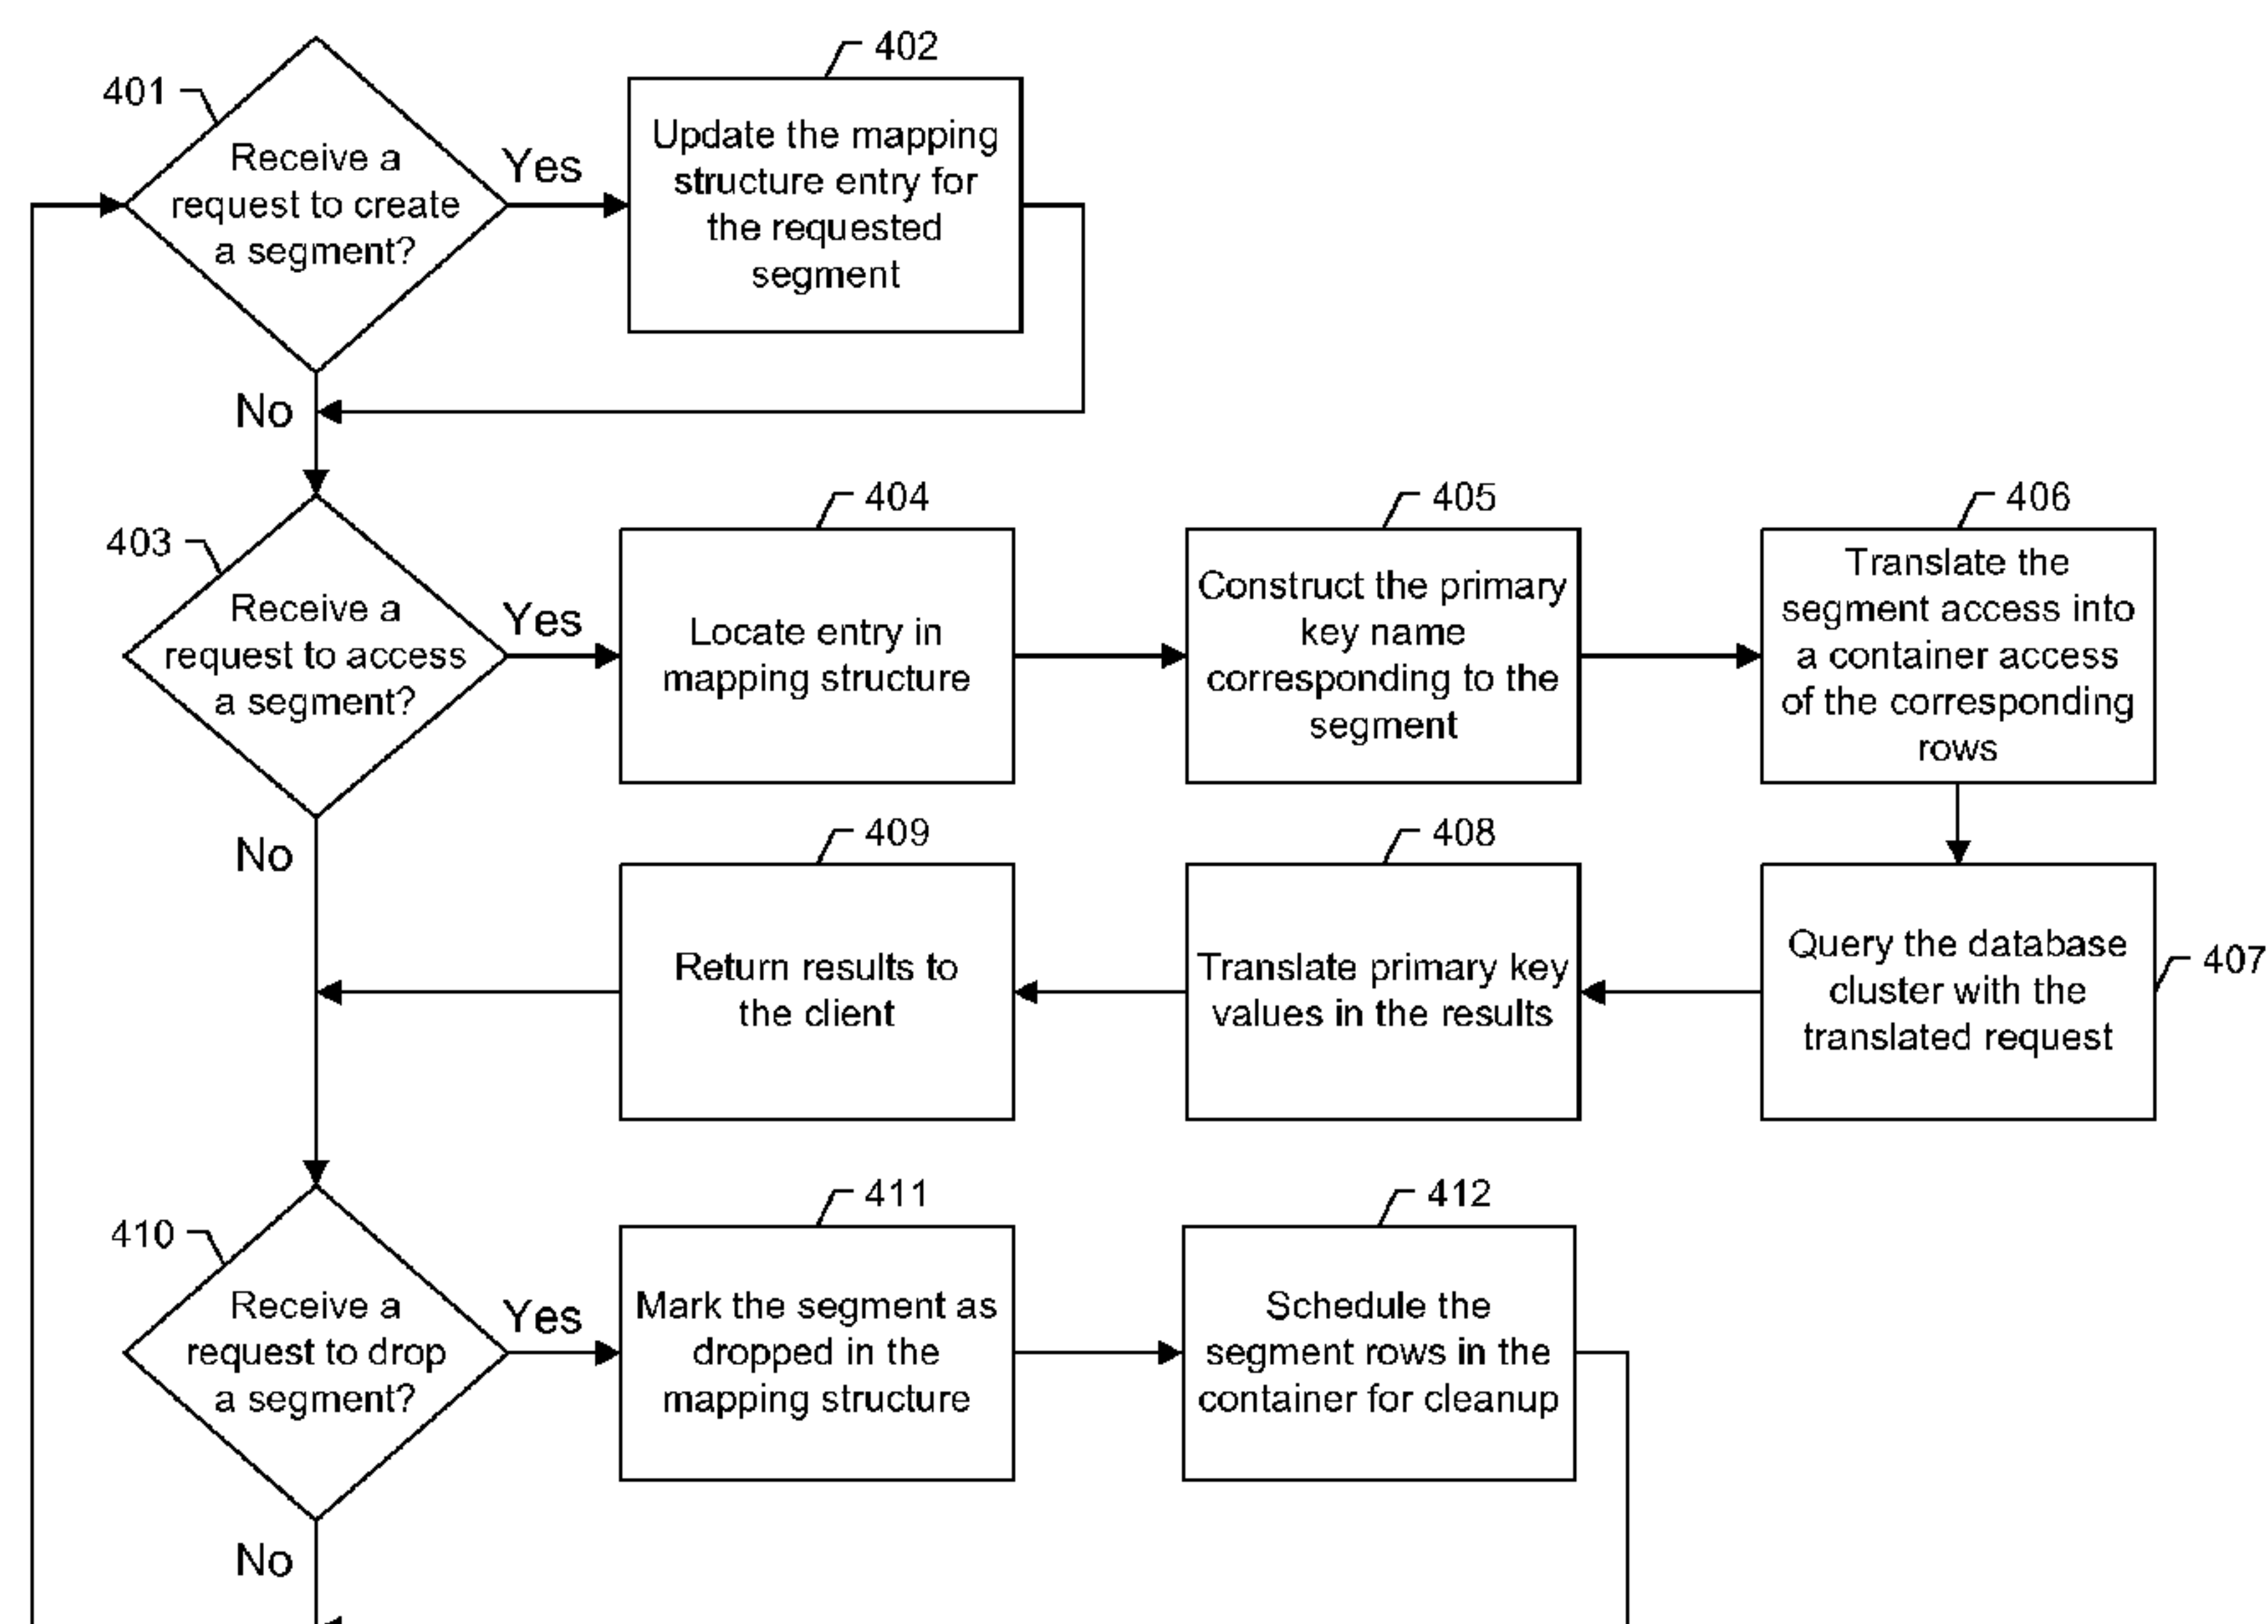 402
401
Receive a
request to create
a segment?
Yes
Update the mapping
structure entry for
the requested
segment
No
403
Receive a
request to access
a segment?
Yes
404
Locate entry in
mapping structure
405
Construct the primary
key name
corresponding to the
segment
406
Translate the
segment access into
a container access
of the corresponding
rows
No
409
Return results to
the client
408
Translate primary key
values in the results
Query the database
cluster with the
translated request
407
410
Receive a
request to drop
a segment?
Yes
411
Mark the segment as
dropped in the
mapping structure
412
Schedule the
segment rows in the
container for cleanup
No